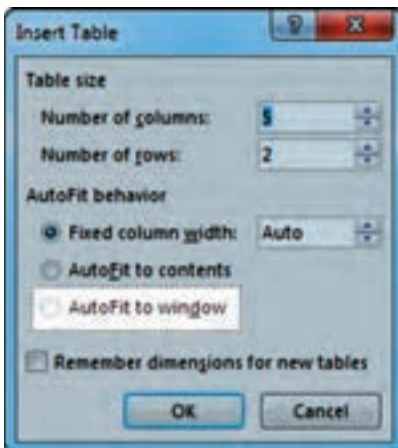 Insert Table
Table size
Number of columns: 5
Number of rows: 2
AutoFit behavior
Fixed column width: Auto
AutoFit to contents
AutoFit to window
Remember dimensions for new tables
OK Cancel